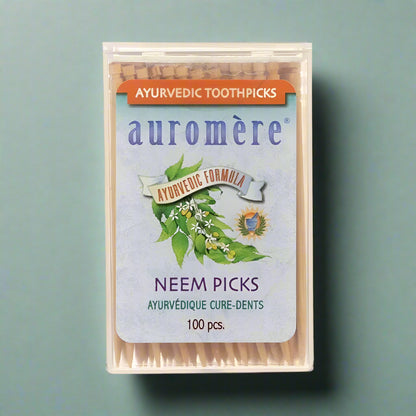 AYURVEDIC TOOTHPICKS
auromère®
AYURVEDIC FORMULA
NEEM PICKS
AYURVÉDIQUE CURE-DENTS
100 pcs.